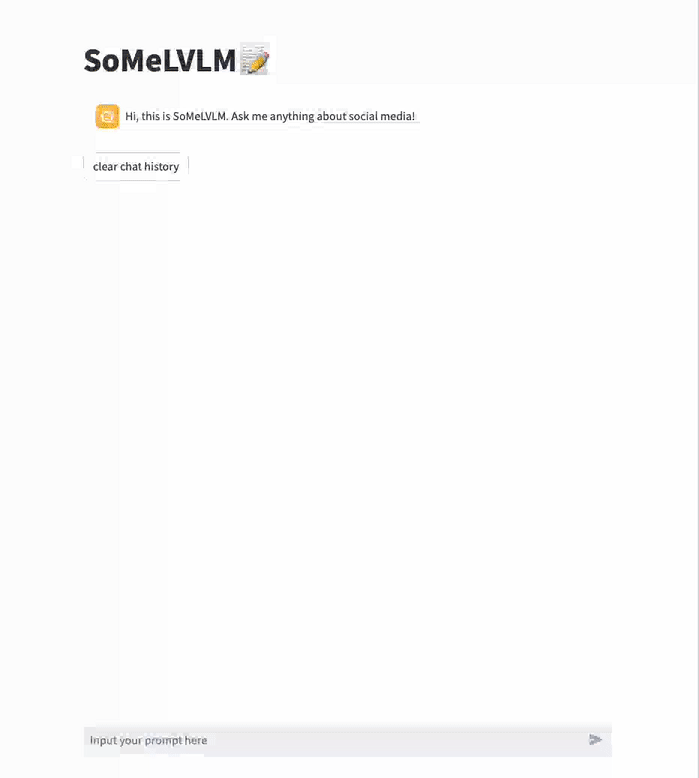 SoMeLVLM
Hi, this is SoMeLVLM. Ask me anything about social media!
clear chat history
Input your prompt here